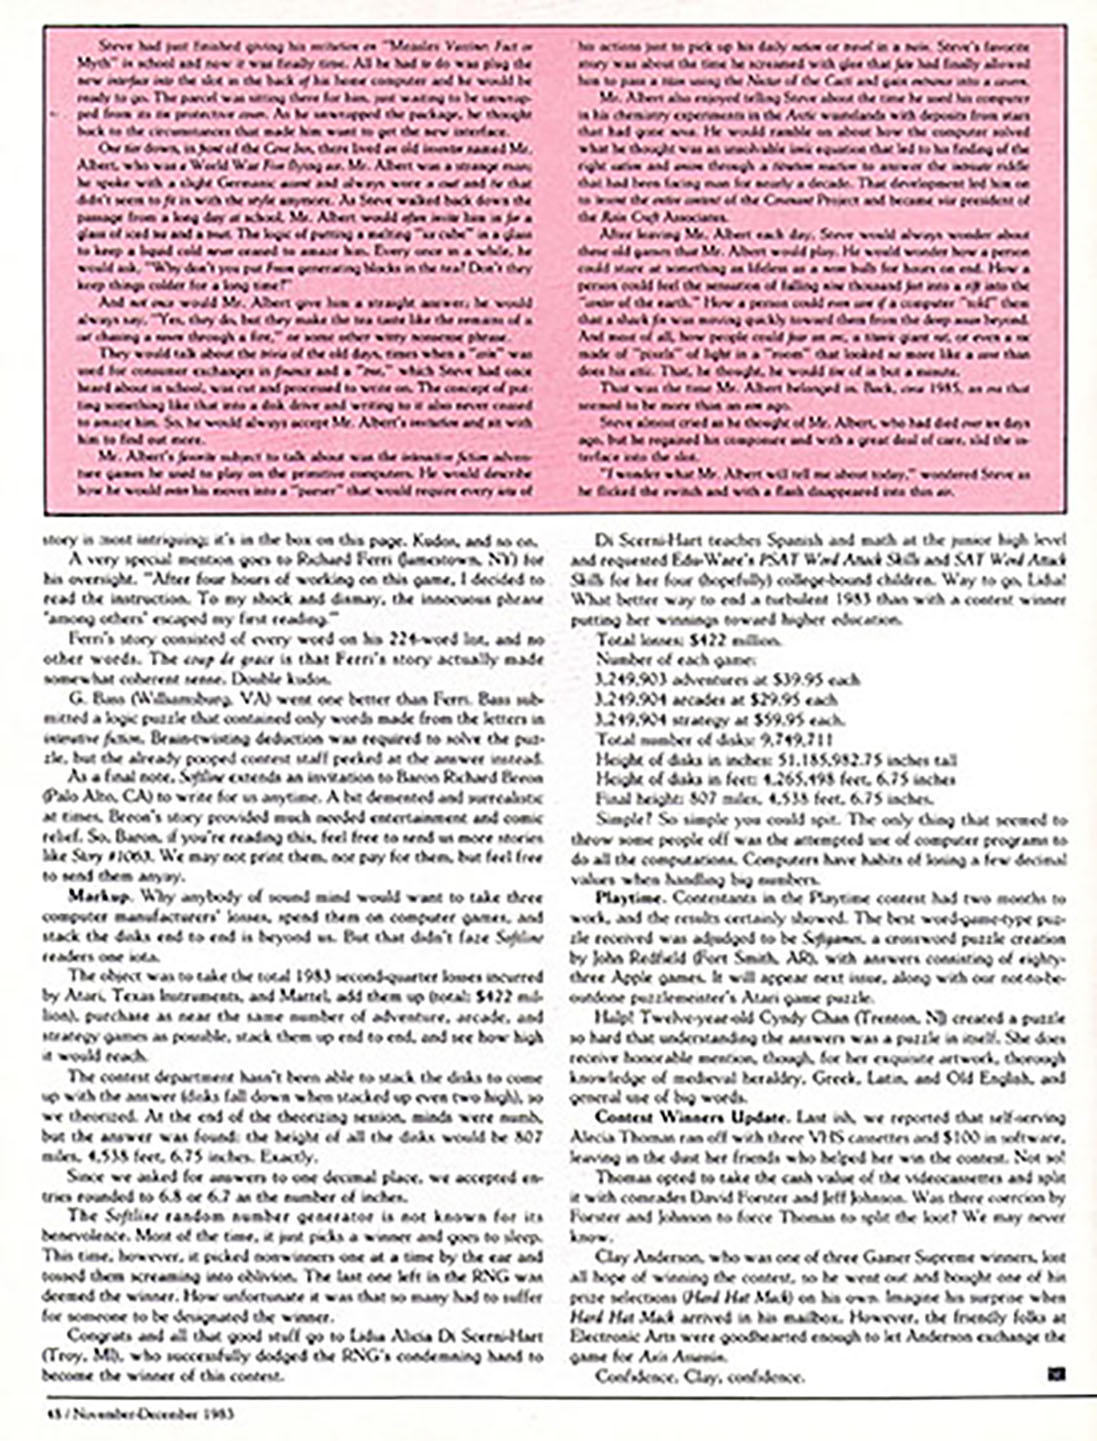 Steve had just finished giving his recitation on "Measles Vaccine: Fact or
Myth" in school and now it was finally time. All he had to do was plug the
new interface into the slot in the back of his home computer and he would be
ready to go. The parcel was sitting there for him, just waiting to be unwrap-
ped from its protective cover. As he unwrapped the package, he thought
back to the circumstances that made him want to get the new interface.
One tier down, in front of the Cove Inn, there lived an old inventor named Mr.
Albert, who was a World War Five flying ace. Mr. Albert was a strange man;
he spoke with a slight Germanic accent and always wore a coat and tie that
didn't seem to fit in with the style anymore. As Steve walked back down the
passage from a long day at school, Mr. Albert would often invite him in for a
glass of iced tea and a treat. The logic of putting a melting "ice cube" in a glass
to keep a liquid cold never ceased to amaze him. Every once in a while, he
would ask, "Why don't you put Freon generating blocks in the tea? Don't they
keep things colder for a long time?"
And not once would Mr. Albert give him a straight answer; he would
always say, "Yes, they do, but they make the tea taste like the remains of a
cat chasing a raven through a fire," or some other witty nonsense phrase.
They would talk about the trivia of the old days, times when a "coin" was
used for consumer exchanges in finance and a "tree," which Steve had once
heard about in school, was cut and processed to write on. The concept of put-
ting something like that into a disk drive and writing to it also never ceased
to amaze him. So, he would always accept Mr. Albert's invitation and sit with
him to find out more.
Mr. Albert's favorite subject to talk about was the interactive fiction adven-
ture games he used to play on the primitive computers. He would describe
how he would enter his moves into a "parser" that would require every iota of
his actions just to pick up his daily ration or travel in a train. Steve's favorite
story was about the time he screamed with glee that fate had finally allowed
him to pass a titan using the Nectar of the Cacti and gain entrance into a cavern.
Mr. Albert also enjoyed telling Steve about the time he used his computer
in his chemistry experiments in the Arctic wastelands with deposits from stars
that had gone nova. He would ramble on about how the computer solved
what he thought was an unsolvable ionic equation that led to his finding of the
right cation and anion through a reaction to answer the intricate riddle
that had been facing man for nearly a decade. That development led him on
to invent the entire content of the Covenant Project and became vice president of
the Rain Craft Associates.
After leaving Mr. Albert each day, Steve would always wonder about
these old games that Mr. Albert would play. He would wonder how a person
could stare at something as lifeless as a neon bulb for hours on end. How a
person could feel the sensation of falling nine thousand feet into a rift into the
"center of the earth." How a person could even care if a computer "told" them
that a shark fin was moving quickly toward them from the deep ocean beyond.
And most of all, how people could fear an orc, a titanic giant rat, or even a
made of "pixels" of light in a "room" that looked no more like a cave than
does his attic. That, he thought, he would tire of in but a minute.
That was the time Mr. Albert belonged in. Back, circa 1985, an era that
seemed to be more than an eon ago.
Steve almost cried as he thought of Mr. Albert, who had died over six days
ago, but he regained his composure and with a great deal of care, slid the in-
terface into the slot.
"I wonder what Mr. Albert will tell me about today," wondered Steve as
he flicked the switch and with a flash disappeared into thin air.
story is most intriguing; it's in the box on this page. Kudos, and so on.
A very special mention goes to Richard Ferri (Jamestown, NY) for
his oversight. "After four hours of working on this game, I decided to
read the instruction. To my shock and dismay, the innocuous phrase
'among others' escaped my first reading."
Ferri's story consisted of every word on his 224-word list, and no
other words. The coup de grace is that Ferri's story actually made
somewhat coherent sense. Double kudos.
G. Bass (Williamsburg, VA) went one better than Ferri. Bass sub-
mitted a logic puzzle that contained only words made from the letters in
interactive fiction. Brain-twisting deduction was required to solve the puz-
zle, but the already pooped contest staff peeked at the answer instead.
As a final note, Softline extends an invitation to Baron Richard Breon
(Palo Alto, CA) to write for us anytime. A bit demented and surrealistic
at times, Breon's story provided much needed entertainment and comic
relief. So, Baron, if you're reading this, feel free to send us more stories
like Story #1063. We may not print them, nor pay for them, but feel free
to send them anyay.
Markup. Why anybody of sound mind would want to take three
computer manufacturers' losses, spend them on computer games, and
stack the disks end to end is beyond us. But that didn't faze Softline
readers one iota.
The object was to take the total 1983 second-quarter losses incurred
by Atari, Texas Instruments, and Mattel, add them up (total: $422 mil-
lion), purchase as near the same number of adventure, arcade, and
strategy games as possible, stack them up end to end, and see how high
it would reach.
The contest department hasn't been able to stack the disks to come
up with the answer (disks fall down when stacked up even two high), so
we theorized. At the end of the theorizing session, minds were numb,
but the answer was found: the height of all the disks would be 807
miles, 4,538 feet, 6.75 inches. Exactly.
Since we asked for answers to one decimal place, we accepted en-
tries rounded to 6.8 or 6.7 as the number of inches.
The Softline random number generator is not known for its
benevolence. Most of the time, it just picks a winner and goes to sleep.
This time, however, it picked nonwinners one at a time by the ear and
tossed them screaming into oblivion. The last one left in the RNG was
deemed the winner. How unfortunate it was that so many had to suffer
for someone to be designated the winner.
Congrats and all that good stuff go to Lidia Alicia Di Scerni-Hart
(Troy, MI), who successfully dodged the RNG's condemning hand to
become the winner of this contest.
Di Scerni-Hart teaches Spanish and math at the junior high level
and requested Edu-Ware's PSAT Word Attack Skills and SAT Word Attack
Skills for her four (hopefully) college-bound children. Way to go, Lidia!
What better way to end a turbulent 1983 than with a contest winner
putting her winnings toward higher education.
Total losses: $422 million.
Number of each game:
3,249,903 adventures at $39.95 each
3,249,904 arcades at $29.95 each
3,249,904 strategy at $59.95 each.
Total number of disks: 9,749,711
Height of disks in inches: 51,185,982.75 inches tall
Height of disks in feet: 4,265,498 feet, 6.75 inches
Final height: 807 miles, 4,538 feet, 6.75 inches.
Simple? So simple you could spit. The only thing that seemed to
throw some people off was the attempted use of computer programs to
do all the computations. Computers have habits of losing a few decimal
values when handling big numbers.
Playtime. Contestants in the Playtime contest had two months to
work, and the results certainly showed. The best word-game-type puz-
zle received was adjudged to be Softgames, a crossword puzzle creation
by John Redfield (Fort Smith, AR), with answers consisting of eighty-
three Apple games. It will appear next issue, along with our not-to-be-
outdone puzzlemeister's Atari game puzzle.
Halp! Twelve-year-old Cyndy Chan (Trenton, NJ) created a puzzle
so hard that understanding the answers was a puzzle in itself. She does
receive honorable mention, though, for her exquisite artwork, thorough
knowledge of medieval heraldry, Greek, Latin, and Old English, and
general use of big words.
Contest Winners Update. Last ish, we reported that self-serving
Alecia Thomas ran off with three VHS cassettes and $100 in software,
leaving in the dust her friends who helped her win the contest. Not so!
Thomas opted to take the cash value of the videocassettes and split
it with comrades David Forster and Jeff Johnson. Was there coercion by
Forster and Johnson to force Thomas to split the loot? We may never
know.
Clay Anderson, who was one of three Gamer Supreme winners, lost
all hope of winning the contest, so he went out and bought one of his
prize selections (Hard Hat Mack) on his own. Imagine his surprise when
Hard Hat Mack arrived in his mailbox. However, the friendly folks at
Electronic Arts were goodhearted enough to let Anderson exchange the
game for Axis Assassin.
Confidence, Clay, confidence.
48 / November-December 1983